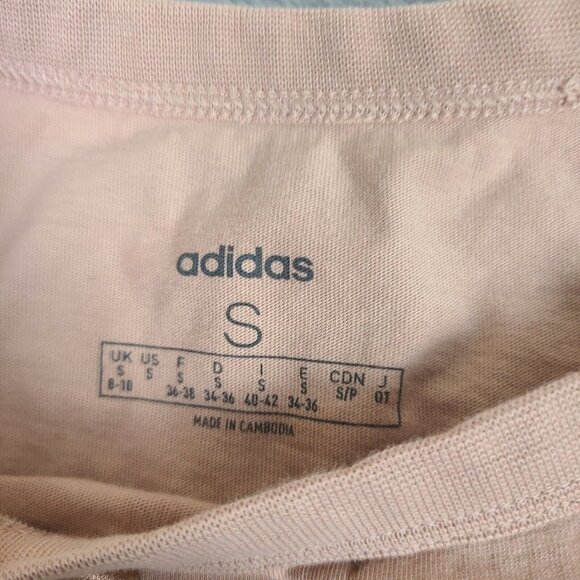 adidas
S
UK US F D I E CDN J
S S S S S S S/P OT
8-10 36-38 34-36 40-42 34-36
MADE IN CAMBODIA